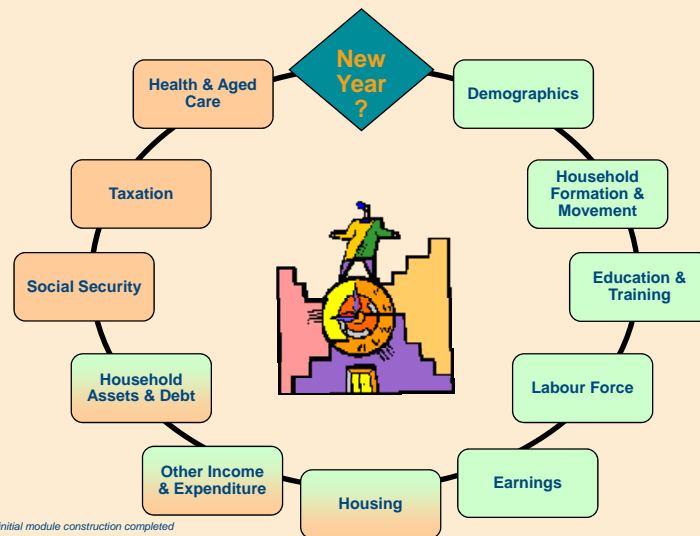 New
Year
?
Demographics
Household
Formation &
Movement
Education &
Training
Labour Force
Earnings
Housing
Other Income
& Expenditure
Household
Assets & Debt
Social Security
Taxation
Health & Aged
Care
initial module construction completed